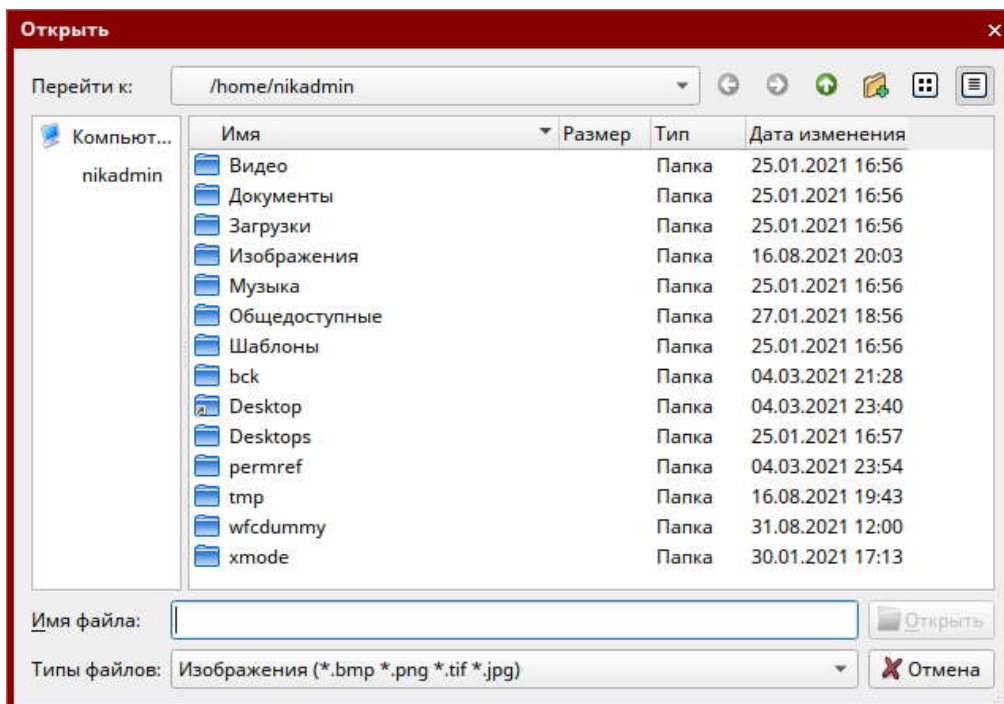 Открыть
Перейти к: /home/nikadmin
Компьют...
nikadmin
Имя Размер Тип Дата изменения
Видео Папка 25.01.2021 16:56
Документы Папка 25.01.2021 16:56
Загрузки Папка 25.01.2021 16:56
Изображения Папка 16.08.2021 20:03
Музыка Папка 25.01.2021 16:56
Общедоступные Папка 27.01.2021 18:56
Шаблоны Папка 25.01.2021 16:56
bck Папка 04.03.2021 21:28
Desktop Папка 04.03.2021 23:40
Desktops Папка 25.01.2021 16:57
permref Папка 04.03.2021 23:54
tmp Папка 16.08.2021 19:43
wfcdummy Папка 31.08.2021 12:00
xmode Папка 30.01.2021 17:13
Имя файла: Открыть
Типы файлов: Изображения (*.bmp *.png *.tif *.jpg) Отмена